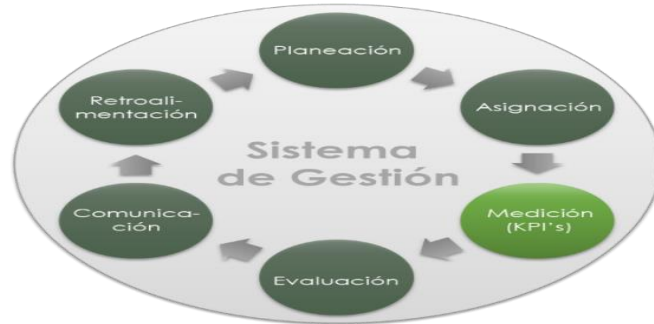 Planeación
Retroali-
mentación
Asignación
Sistema
de Gestión
Comunica-
ción
Medición
(KPI's)
Evaluación